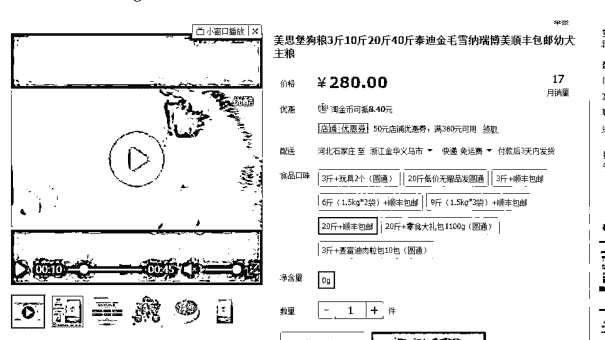 小窗口播放 ×
举报
美思堡狗粮3斤10斤20斤40斤泰迪金毛雪纳瑞博美顺丰包邮幼犬
主粮
价格 ¥280.00
17
月销量
优惠 淘金币可抵8.40元
店铺优惠券 50元店铺优惠券，满360元可用 领取
配送 河北石家庄 至 浙江金华义乌市 快递 免运费 付款后3天内发货
食品口味 3斤+玩具2个（圆通） 20斤低价无赠品发圆通 3斤+顺丰包邮
6斤（1.5kg*2袋）+顺丰包邮 9斤（1.5kg*3袋）+顺丰包邮
20斤+顺丰包邮 20斤+零食大礼包1100g（圆通）
3斤+麦富迪肉粒包10包（圆通）
00:10 00:45
净含量 0g
数量 - 1 + 件